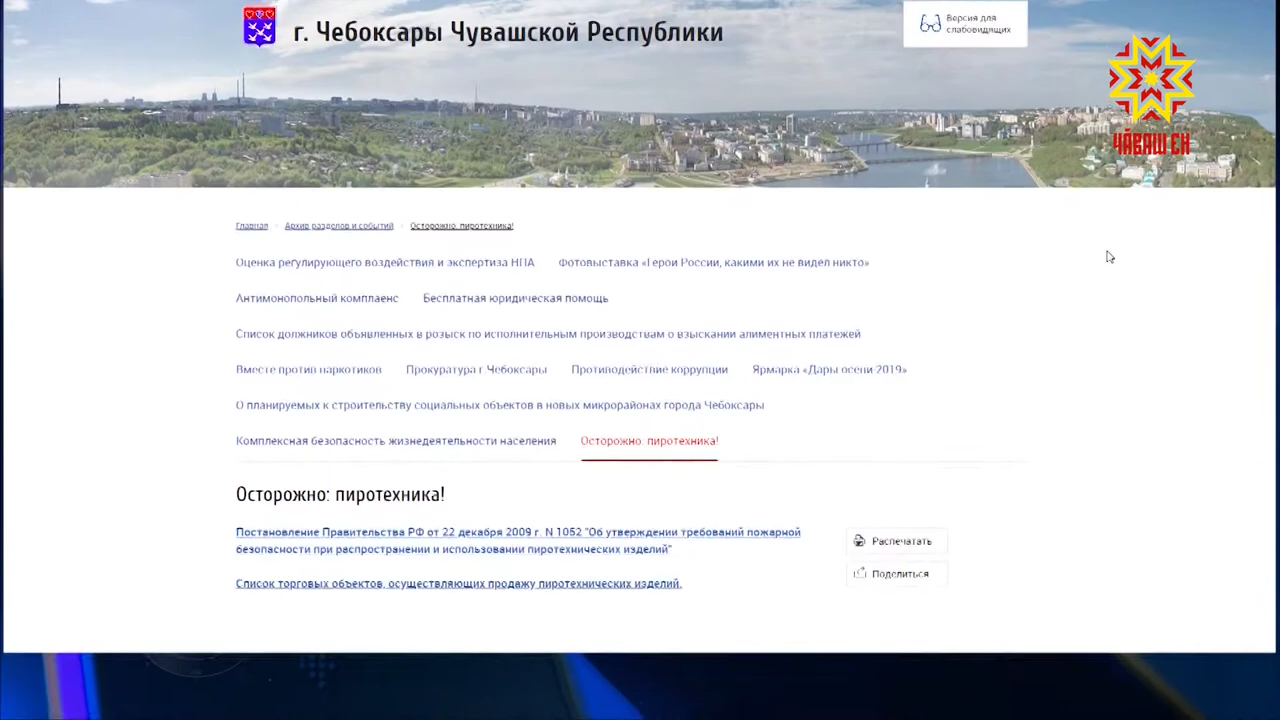 г. Чебоксары Чувашской Республики
Версия для
слабовидящих
ЧӐВАШ ЕН
Главная Архив разделов и событий Осторожно: пиротехника!
Оценка регулирующего воздействия и экспертиза НПА Фотовыставка «Герои России, какими их не видел никто»
Антимонопольный комплаенс Бесплатная юридическая помощь
Список должников объявленных в розыск по исполнительным производствам о взыскании алиментных платежей
Вместе против наркотиков Прокуратура г.Чебоксары Противодействие коррупции Ярмарка «Дары осени 2019»
О планируемых к строительству социальных объектов в новых микрорайонах города Чебоксары
Комплексная безопасность жизнедеятельности населения Осторожно: пиротехника!
Осторожно: пиротехника!
Постановление Правительства РФ от 22 декабря 2009 г. N 1052 "Об утверждении требований пожарной
безопасности при распространении и использовании пиротехнических изделий"
Распечатать
Поделиться
Список торговых объектов, осуществляющих продажу пиротехнических изделий.